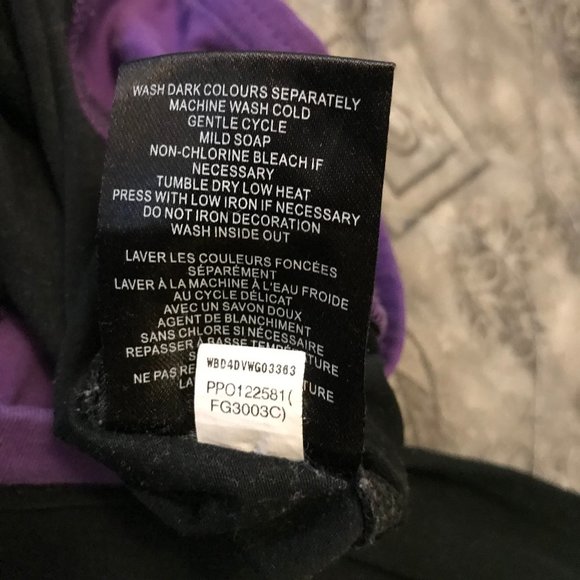 WASH DARK COLOURS SEPARATELY
MACHINE WASH COLD
GENTLE CYCLE
MILD SOAP
NON-CHLORINE BLEACH IF
NECESSARY
TUMBLE DRY LOW HEAT
PRESS WITH LOW IRON IF NECESSARY
DO NOT IRON DECORATION
WASH INSIDE OUT
LAVER LES COULEURS FONCÉES
SÉPARÉMENT
LAVER À LA MACHINE À L'EAU FROIDE
AU CYCLE DÉLICAT
AVEC UN SAVON DOUX
AGENT DE BLANCHIMENT
SANS CHLORE SI NÉCESSAIRE
REPASSER À BASSE TEMPÉRATURE
NE PAS
WBD4DVWG03363
PPO122581(
FG3003C)